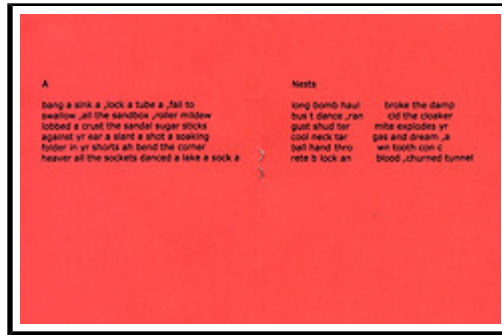 A
bang a sink a ,lock a tube a ,fail to
swallow ,all the sandbox ,roller mildew
lobbed a crust the sandal sugar sticks
against yr ear a slant a shot a soaking
folder in yr shorts ah bend the corner
heaver all the sockets danced a lake a sock a
Nests
long bomb haul broke the damp
bus t dance ,ran cid the cloaker
gust shud ter mite explodes yr
cool neck tar gas and dream ,a
ball hand thro wn tooth con c
rete b lock an blood ,churned tunnel